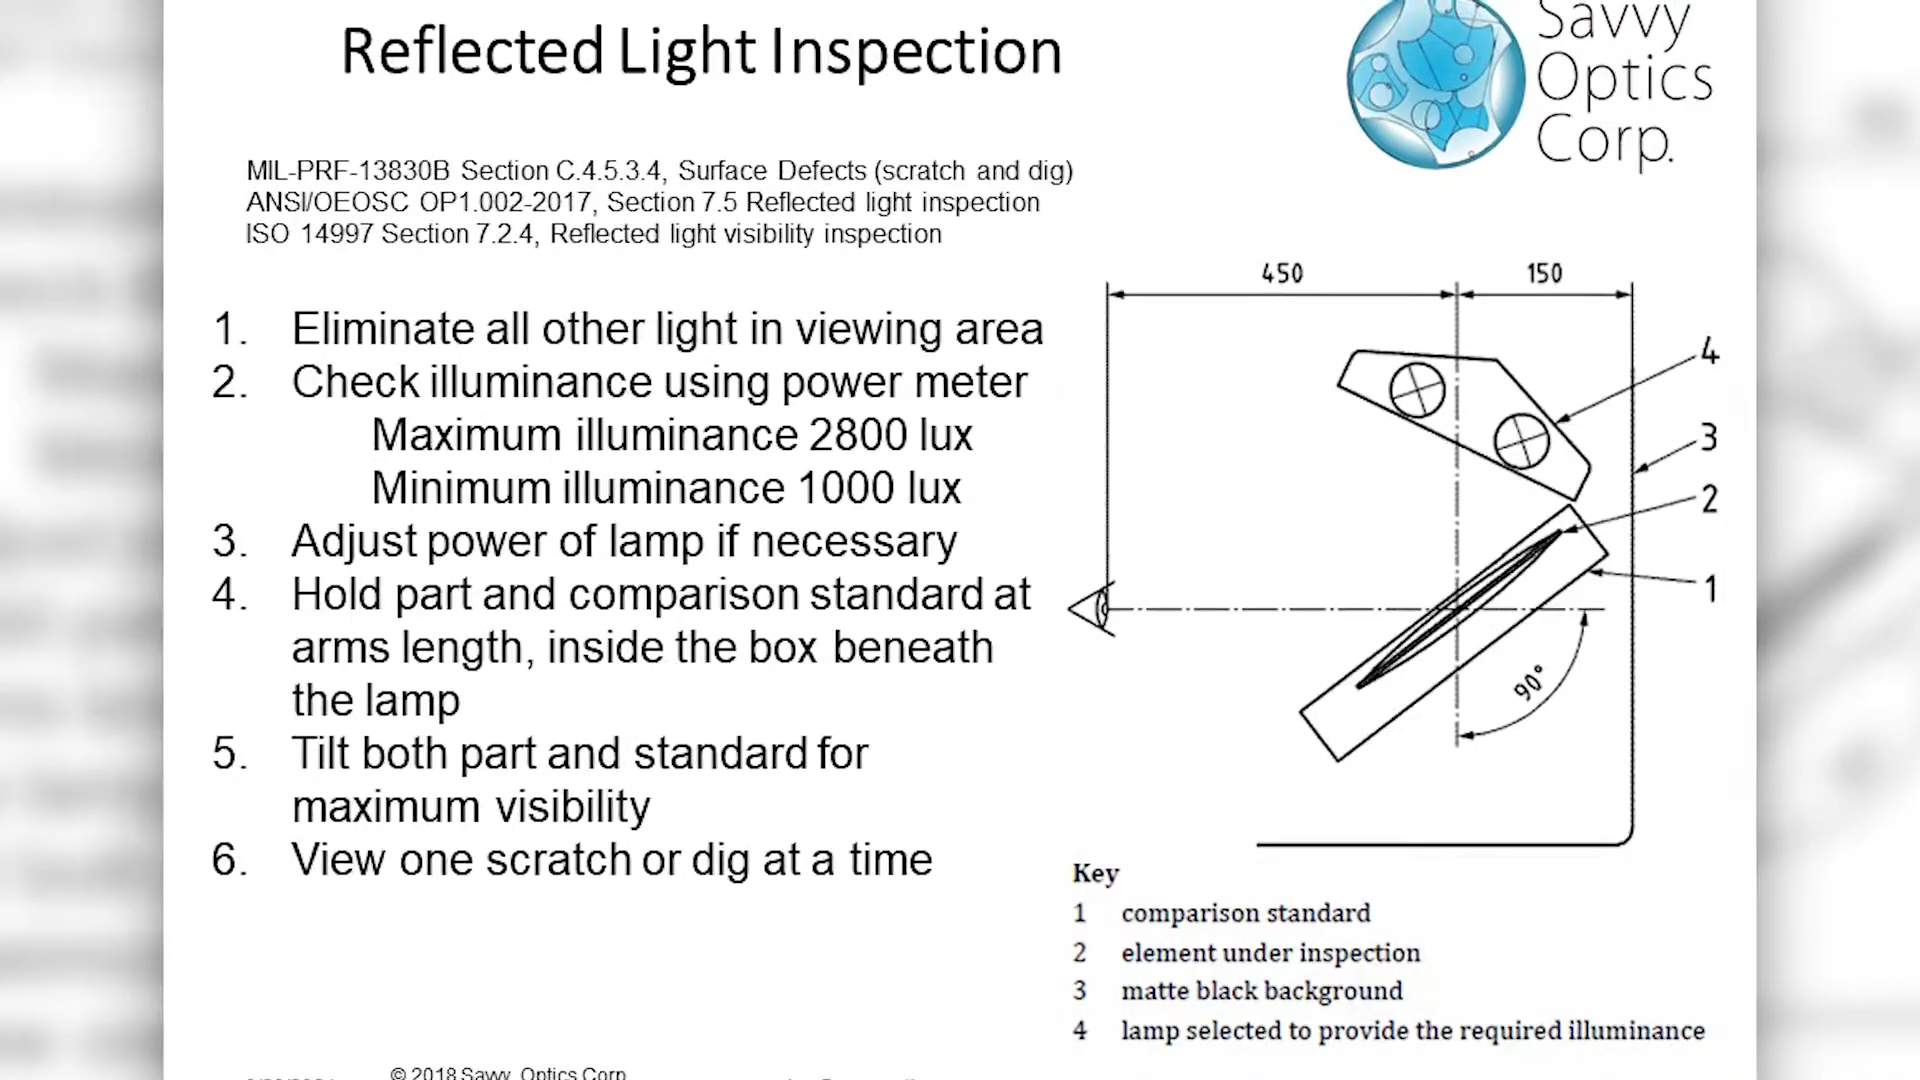 Reflected Light Inspection
Savvy
Optics
Corp.
MIL-PRF-13830B Section C.4.5.3.4, Surface Defects (scratch and dig)
ANSI/OEOSC OP1.002-2017, Section 7.5 Reflected light inspection
ISO 14997 Section 7.2.4, Reflected light visibility inspection
1. Eliminate all other light in viewing area
2. Check illuminance using power meter
Maximum illuminance 2800 lux
Minimum illuminance 1000 lux
3. Adjust power of lamp if necessary
4. Hold part and comparison standard at
arms length, inside the box beneath
the lamp
5. Tilt both part and standard for
maximum visibility
6. View one scratch or dig at a time
450
150
4
3
2
1
90°
Key
1 comparison standard
2 element under inspection
3 matte black background
4 lamp selected to provide the required illuminance
© 2018 Savvy Optics Corp.